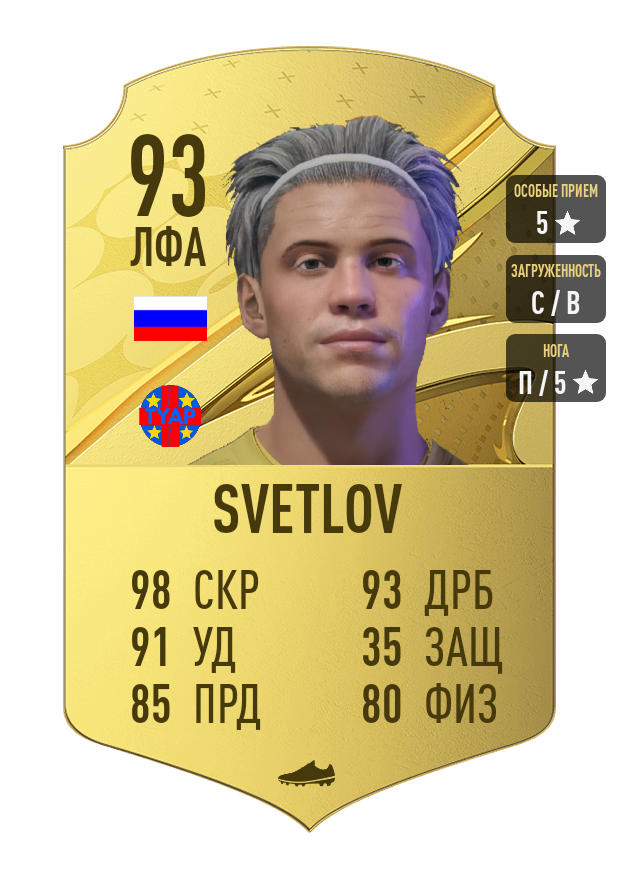 93
ЛФА
ТУАР
ОСОБЫЕ ПРИЕМ
5 ★
ЗАГРУЖЕННОСТЬ
С / В
НОГА
П / 5 ★
SVETLOV
98 СКР
93 ДРБ
91 УД
35 ЗАЩ
85 ПРД
80 ФИЗ